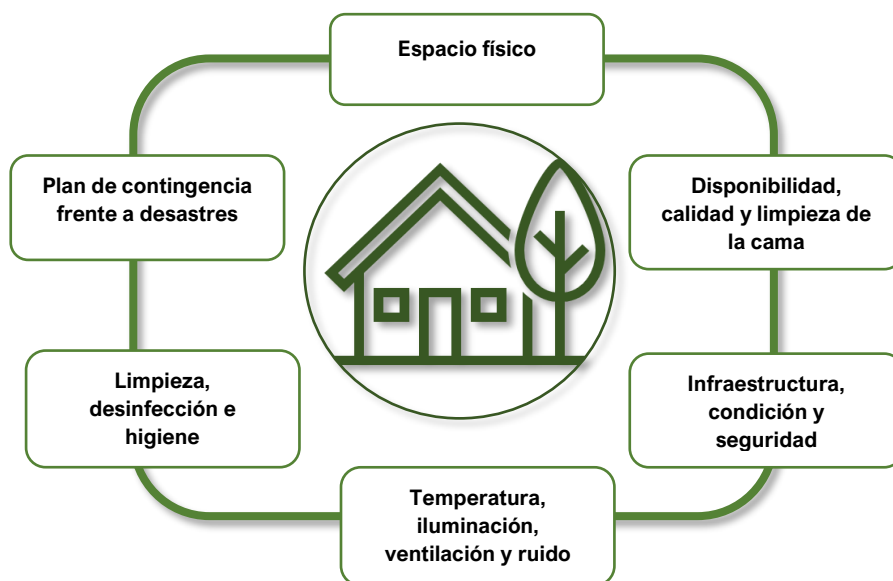 Espacio físico
Plan de contingencia
frente a desastres
Disponibilidad,
calidad y limpieza de
la cama
Limpieza,
desinfección e
higiene
Infraestructura,
condición y
seguridad
Temperatura,
iluminación,
ventilación y ruido